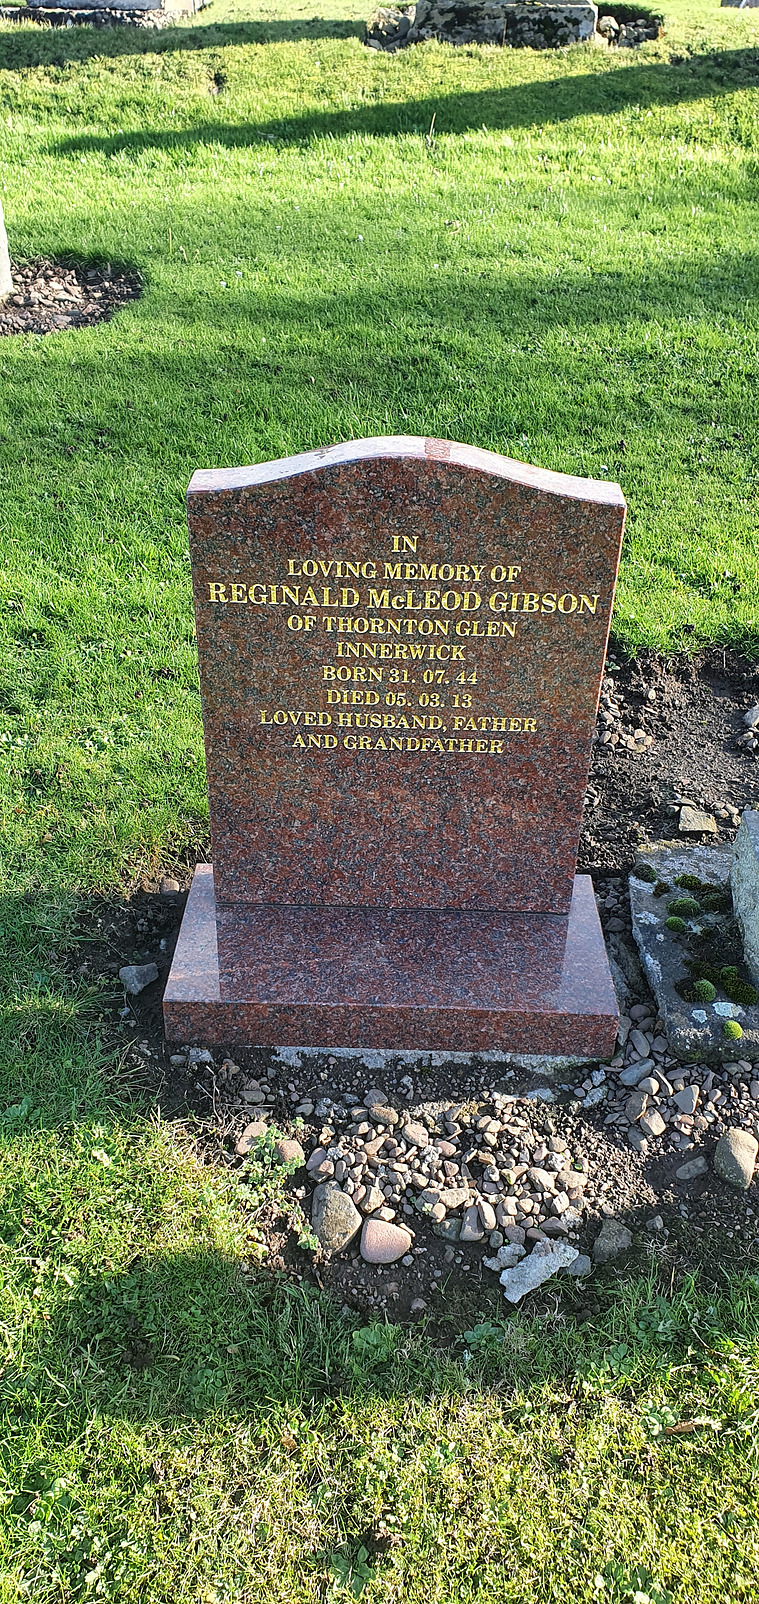 IN
LOVING MEMORY OF
REGINALD McLEOD GIBSON
OF THORNTON GLEN
INNERWICK
BORN 31. 07. 44
DIED 05. 03. 13
LOVED HUSBAND, FATHER
AND GRANDFATHER